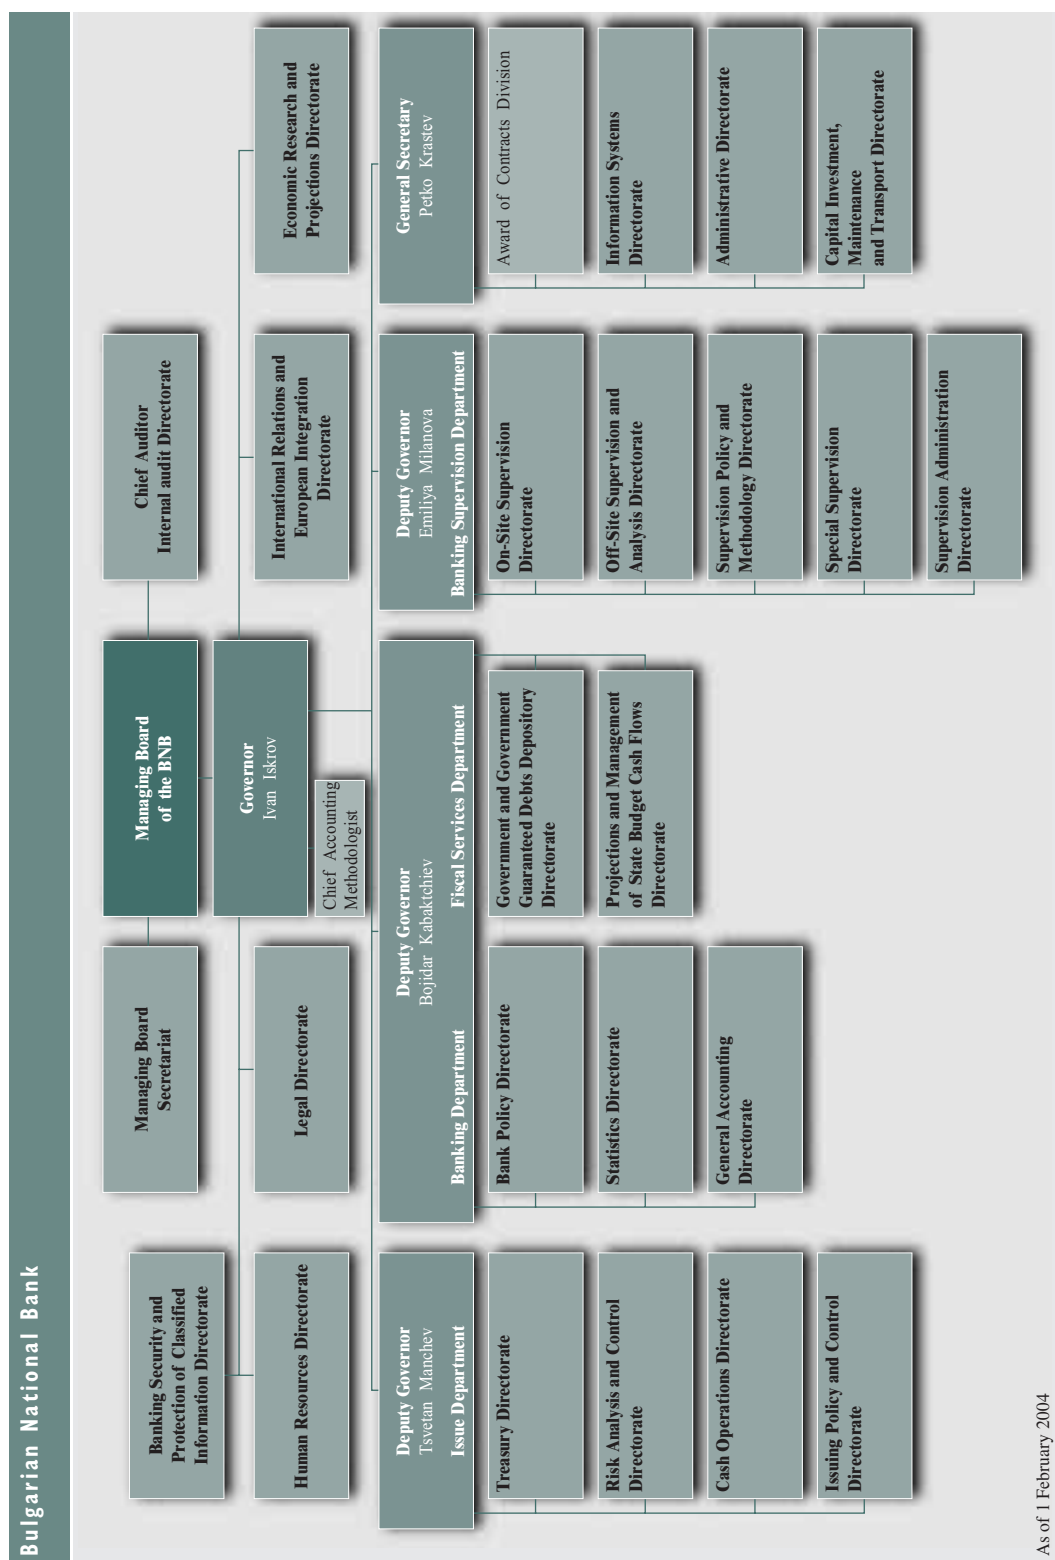 Bulgarian National Bank
Managing Board
of the BNB
Managing Board
Secretariat
Chief Auditor
Internal audit Directorate
Governor
Ivan Iskrov
Chief Accounting
Methodologist
Banking Security and
Protection of Classified
Information Directorate
Human Resources Directorate
Legal Directorate
International Relations and
European Integration
Directorate
Economic Research and
Projections Directorate
Deputy Governor
Tsvetan Manchev
Issue Department
Treasury Directorate
Risk Analysis and Control
Directorate
Cash Operations Directorate
Issuing Policy and Control
Directorate
Deputy Governor
Bojidar Kabaktchiev
Banking Department
Fiscal Services Department
Bank Policy Directorate
Statistics Directorate
General Accounting
Directorate
Government and Government
Guaranteed Debts Depository
Directorate
Projections and Management
of State Budget Cash Flows
Directorate
Deputy Governor
Emiliya Milanova
Banking Supervision Department
On-Site Supervision
Directorate
Off-Site Supervision and
Analysis Directorate
Supervision Policy and
Methodology Directorate
Special Supervision
Directorate
Supervision Administration
Directorate
General Secretary
Petko Krastev
Award of Contracts Division
Information Systems
Directorate
Administrative Directorate
Capital Investment,
Maintenance
and Transport Directorate
As of 1 February 2004